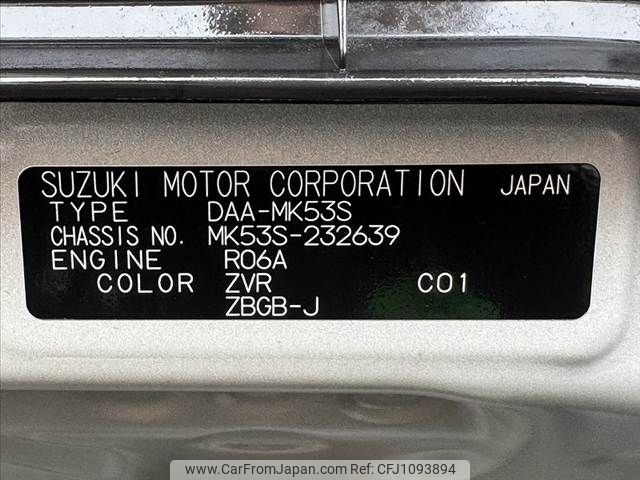 SUZUKI MOTOR CORPORATION JAPAN
TYPE DAA-MK53S
CHASSIS NO. MK53S-232639
ENGINE R06A
COLOR ZVR C01
ZBGB-J
www.CarFromJapan.com - Ref: CFJ1093894